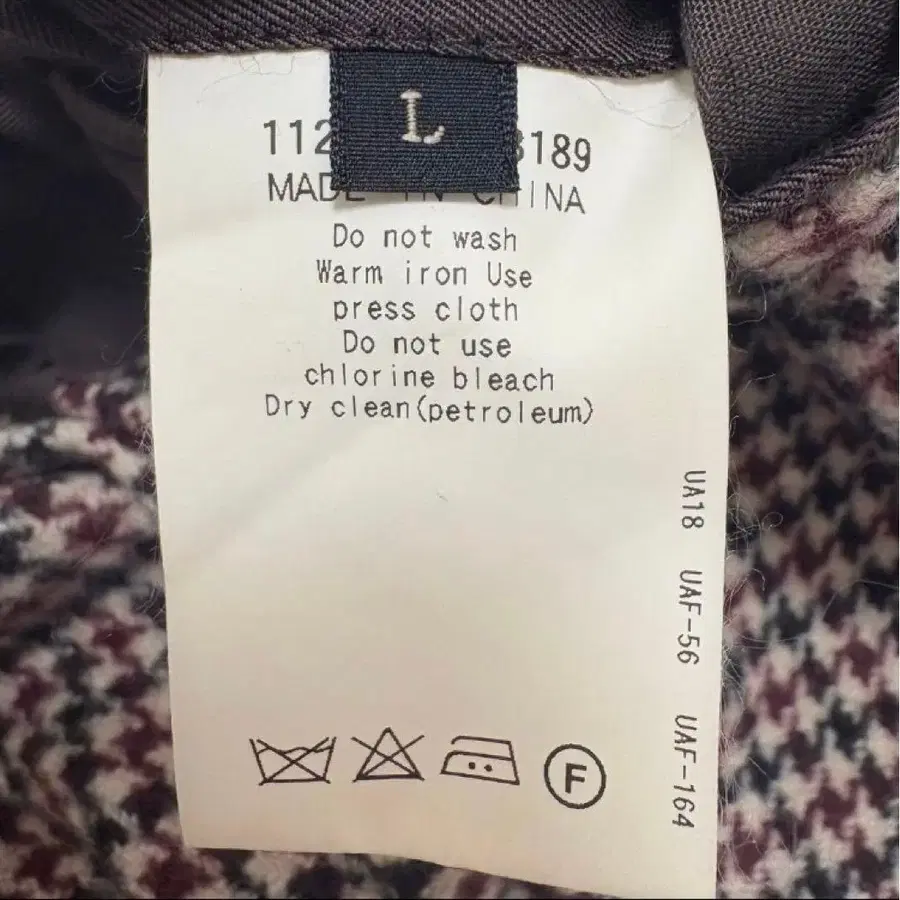 L
112 189
MADE IN CHINA
Do not wash
Warm iron Use
press cloth
Do not use
chlorine bleach
Dry clean(petroleum)
UA18 UAF-56 UAF-164
F